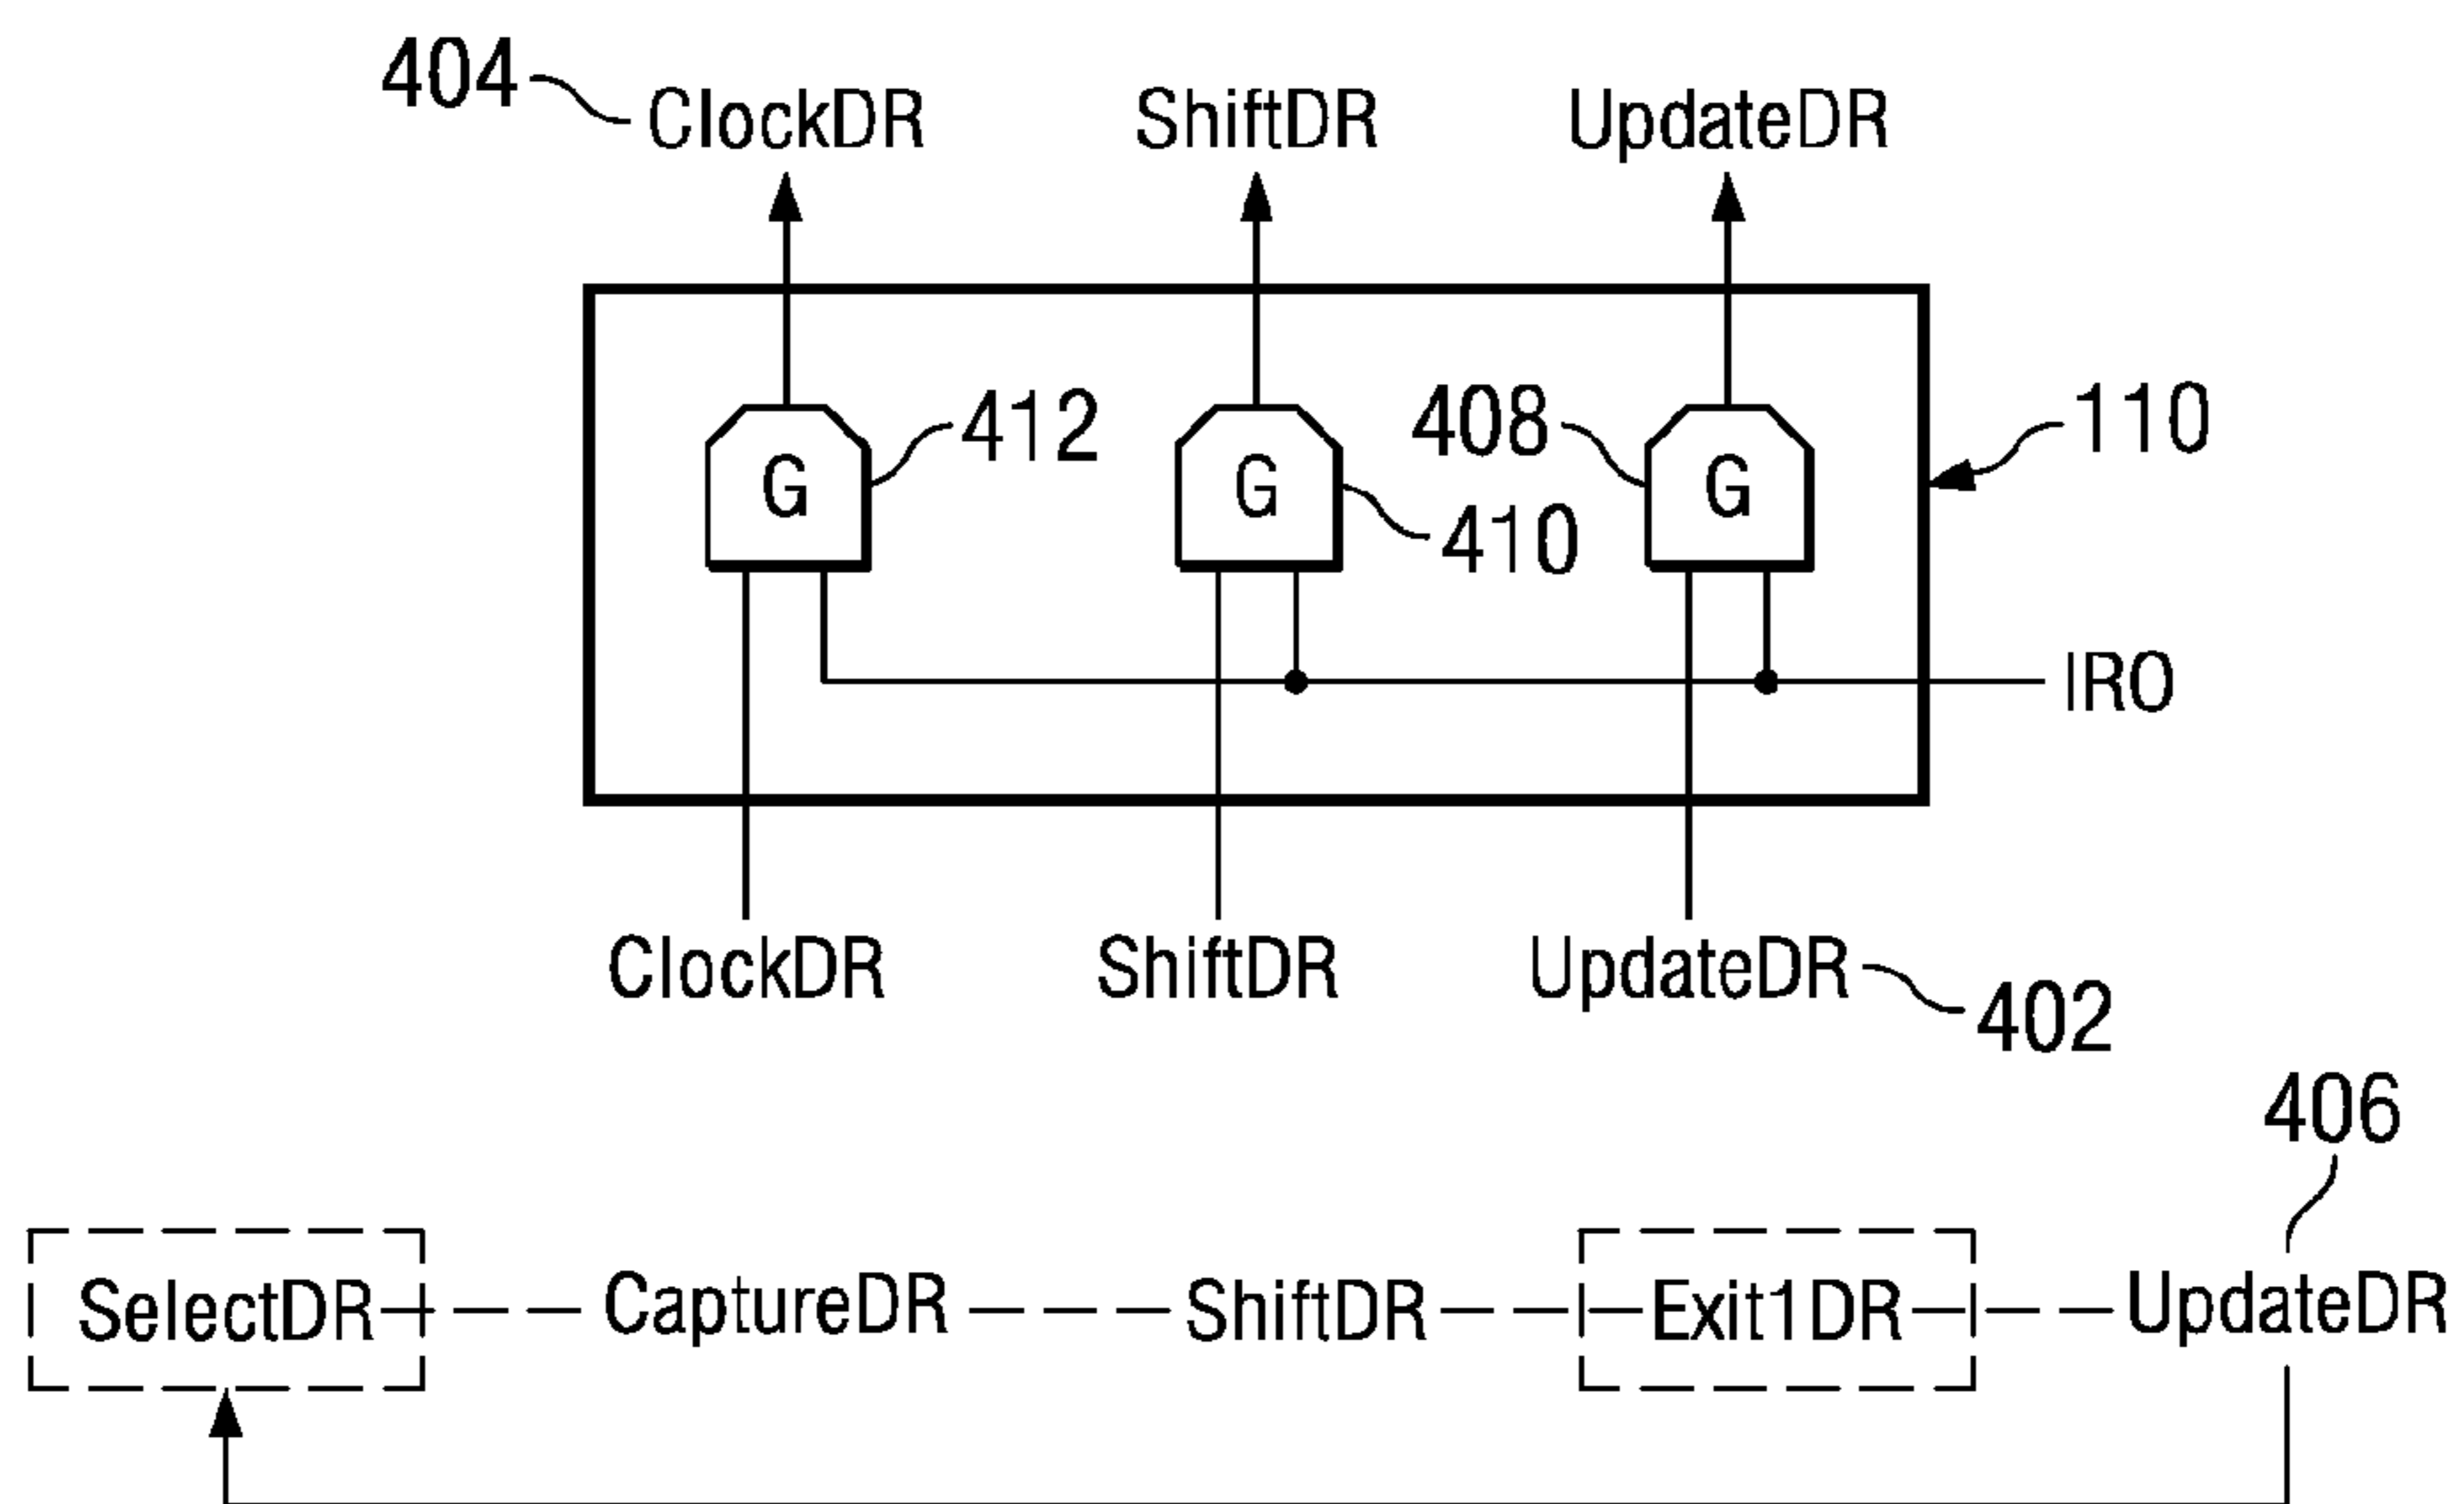 404 ClockDR ShiftDR UpdateDR
G 412 G 410 408 G 110
IRO
ClockDR ShiftDR UpdateDR 402
406
SelectDR CaptureDR ShiftDR Exit1DR UpdateDR